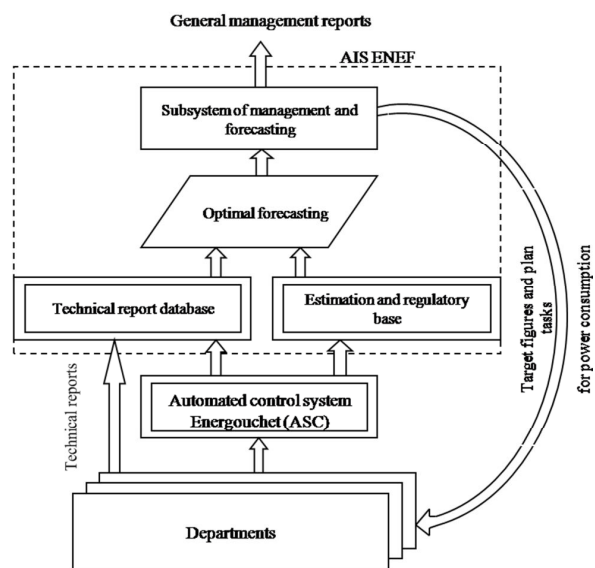 General management reports
AIS ENEF
Subsystem of management and
forecasting
Optimal forecasting
Technical report database
Estimation and regulatory
base
Target figures and plan
tasks
for power consumption
Technical reports
Automated control system
Energouchet (ASC)
Departments